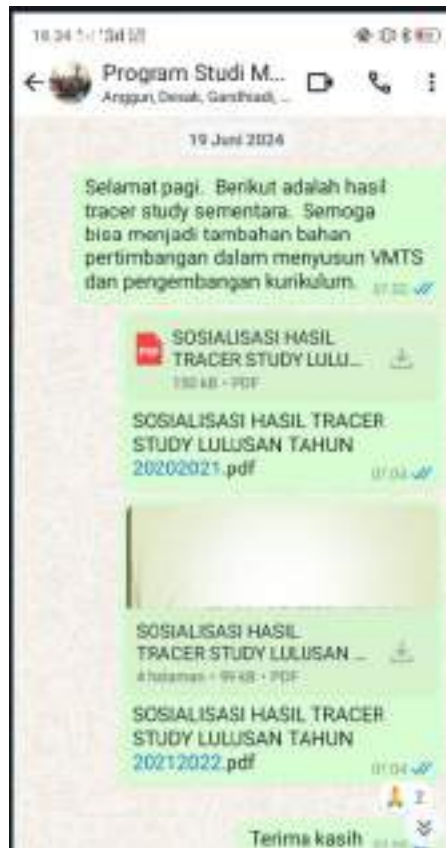 Program Studi M...
19 Juni 2024
Selamat pagi. Berikut adalah hasil
tracer study sementara. Semoga
bisa menjadi tambahan bahan
pertimbangan dalam menyusun VMTS
dan pengembangan kurikulum.
PDF
SOSIALISASI HASIL
TRACER STUDY LULU...
SOSIALISASI HASIL TRACER
STUDY LULUSAN TAHUN
20202021.pdf
SOSIALISASI HASIL
TRACER STUDY LULUSAN ...
SOSIALISASI HASIL TRACER
STUDY LULUSAN TAHUN
20212022.pdf
2
Terima kasih